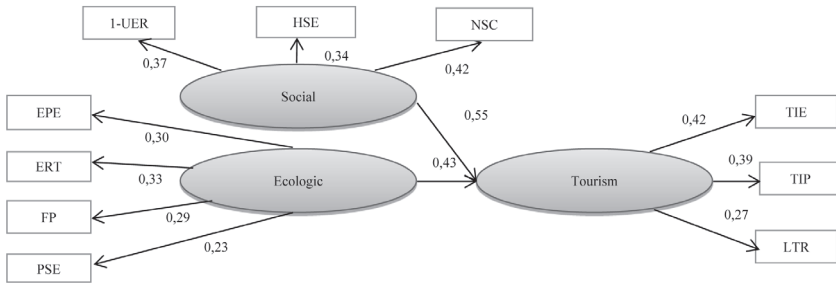 1-UER
HSE
NSC
0,37
0,34
0,42
Social
EPE
0,30
0,55
TIE
0,42
ERT
0,33
Ecologic
0,43
Tourism
0,39
TIP
FP
0,29
0,27
PSE
0,23
LTR